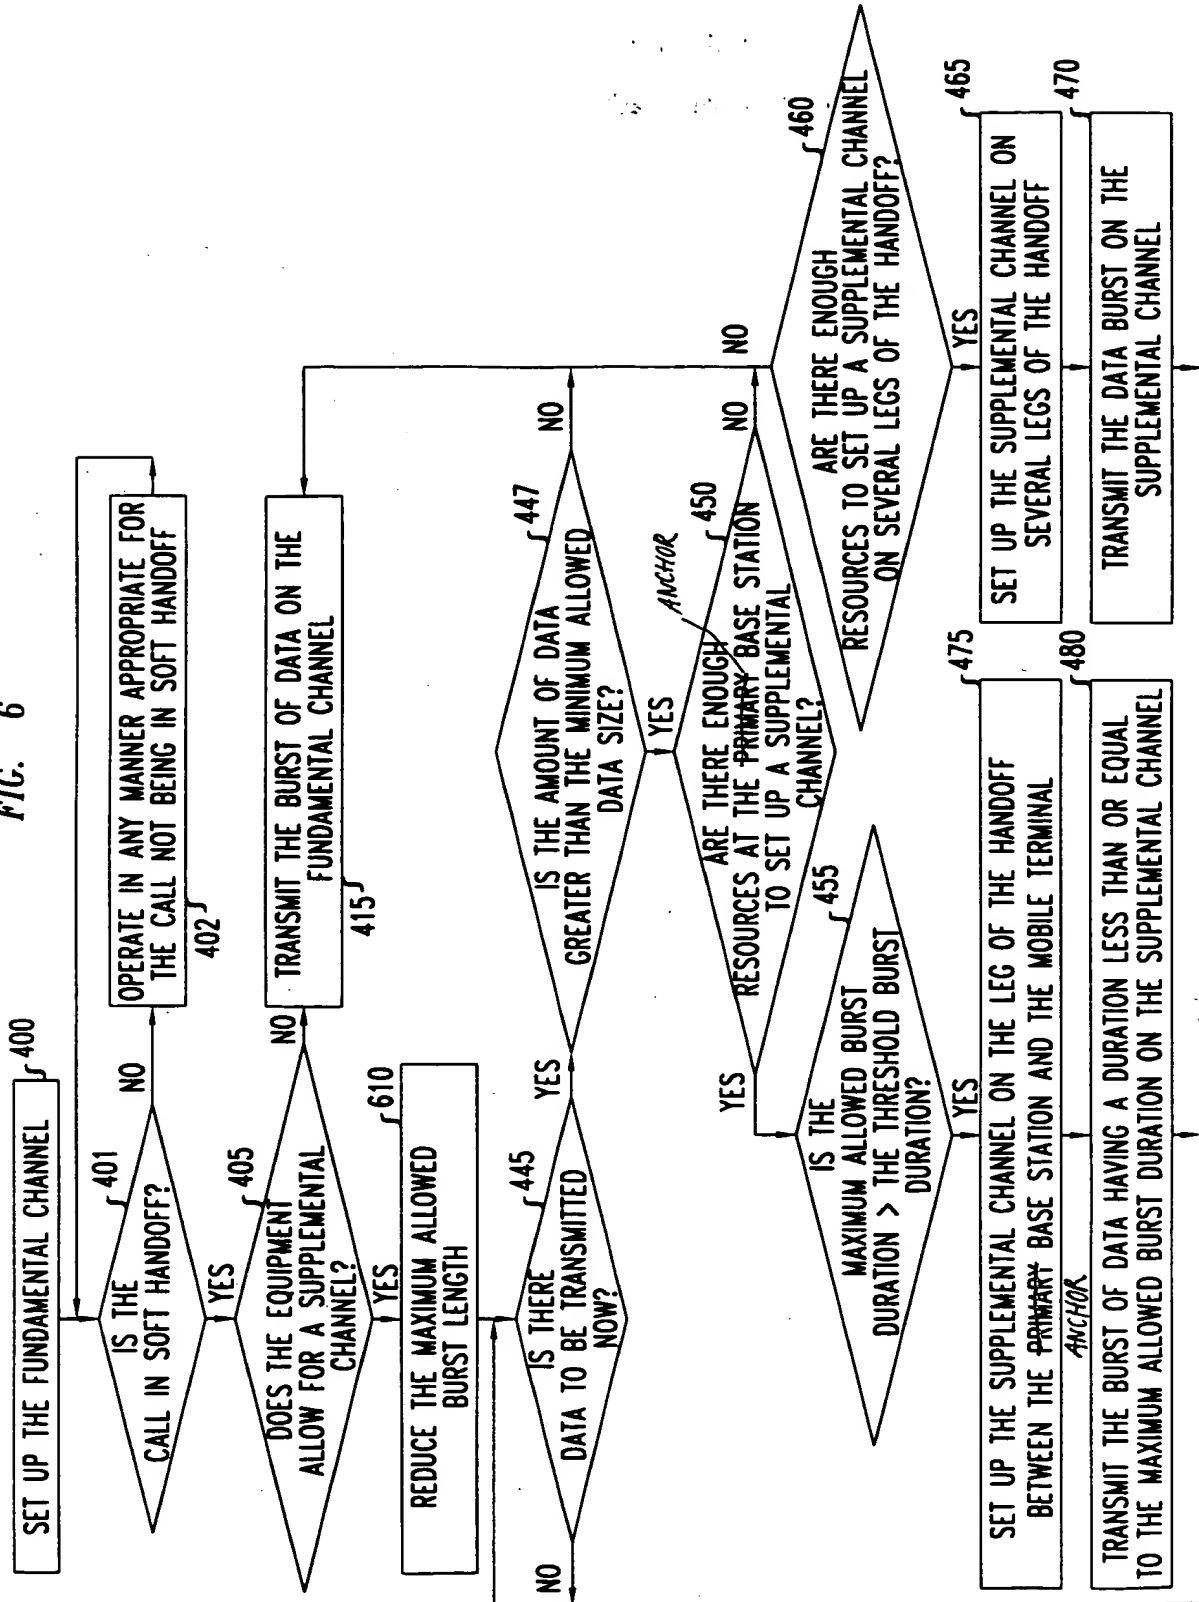 FIG. 6
SET UP THE FUNDAMENTAL CHANNEL
400
IS THE
CALL IN SOFT HANDOFF?
401
NO
OPERATE IN ANY MANNER APPROPRIATE FOR
THE CALL NOT BEING IN SOFT HANDOFF
402
YES
DOES THE EQUIPMENT
ALLOW FOR A SUPPLEMENTAL
CHANNEL?
405
NO
TRANSMIT THE BURST OF DATA ON THE
FUNDAMENTAL CHANNEL
415
YES
REDUCE THE MAXIMUM ALLOWED
BURST LENGTH
610
IS THERE
DATA TO BE TRANSMITTED
NOW?
445
NO
YES
IS THE AMOUNT OF DATA
GREATER THAN THE MINIMUM ALLOWED
DATA SIZE?
447
NO
YES
ARE THERE ENOUGH
RESOURCES AT THE PRIMARY BASE STATION
TO SET UP A SUPPLEMENTAL
CHANNEL?
ANCHOR
450
NO
YES
IS THE
MAXIMUM ALLOWED BURST
DURATION > THE THRESHOLD BURST
DURATION?
455
YES
ARE THERE ENOUGH
RESOURCES TO SET UP A SUPPLEMENTAL CHANNEL
ON SEVERAL LEGS OF THE HANDOFF?
460
NO
YES
SET UP THE SUPPLEMENTAL CHANNEL ON
SEVERAL LEGS OF THE HANDOFF
465
TRANSMIT THE DATA BURST ON THE
SUPPLEMENTAL CHANNEL
470
SET UP THE SUPPLEMENTAL CHANNEL ON THE LEG OF THE HANDOFF
BETWEEN THE PRIMARY BASE STATION AND THE MOBILE TERMINAL
ANCHOR
475
TRANSMIT THE BURST OF DATA HAVING A DURATION LESS THAN OR EQUAL
TO THE MAXIMUM ALLOWED BURST DURATION ON THE SUPPLEMENTAL CHANNEL
480